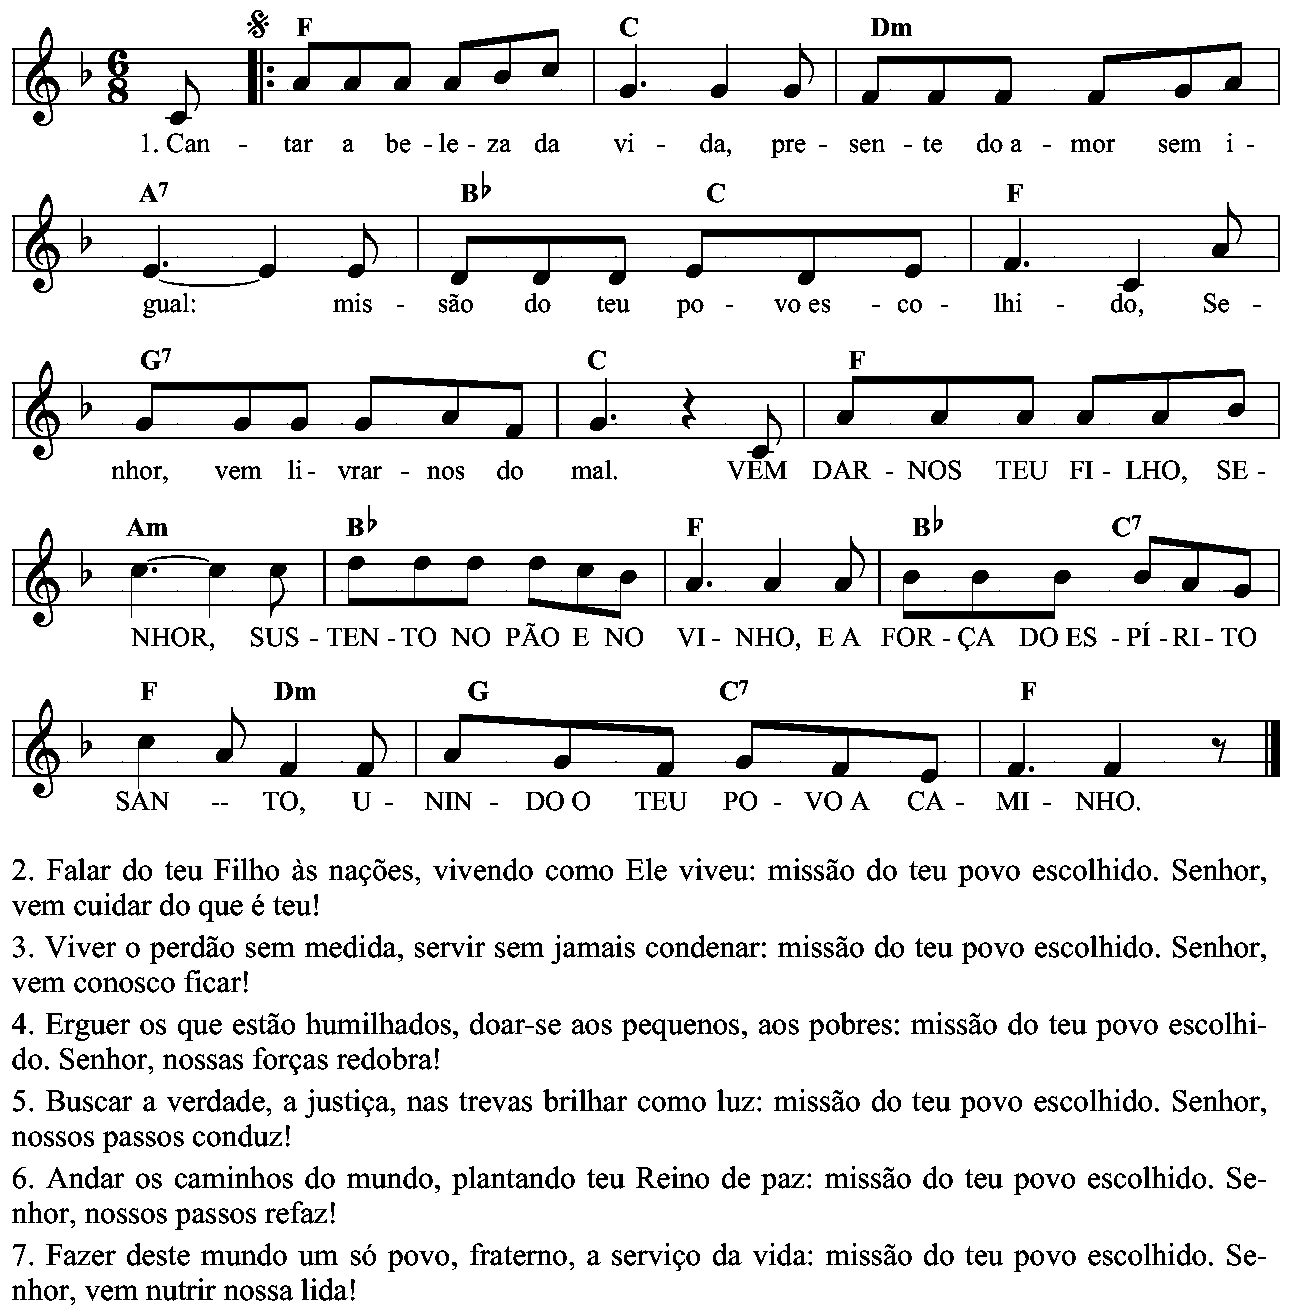 F C Dm
1. Can - tar a be - le - za da vi - da, pre - sen - te do a - mor sem i -
A7 B♭ C F
gual: mis - são do teu po - vo es - co - lhi - do, Se -
G7 C F
nhor, vem li - vrar - nos do mal. VEM DAR - NOS TEU FI - LHO, SE -
Am B♭ F B♭ C7
NHOR, SUS - TEN - TO NO PÃO E NO VI - NHO, E A FOR - ÇA DO ES - PÍ - RI - TO
F Dm G C7 F
SAN -- TO, U - NIN - DO O TEU PO - VO A CA - MI - NHO.
2. Falar do teu Filho às nações, vivendo como Ele viveu: missão do teu povo escolhido. Senhor,
vem cuidar do que é teu!
3. Viver o perdão sem medida, servir sem jamais condenar: missão do teu povo escolhido. Senhor,
vem conosco ficar!
4. Erguer os que estão humilhados, doar-se aos pequenos, aos pobres: missão do teu povo escolhi-
do. Senhor, nossas forças redobra!
5. Buscar a verdade, a justiça, nas trevas brilhar como luz: missão do teu povo escolhido. Senhor,
nossos passos conduz!
6. Andar os caminhos do mundo, plantando teu Reino de paz: missão do teu povo escolhido. Se-
nhor, nossos passos refaz!
7. Fazer deste mundo um só povo, fraterno, a serviço da vida: missão do teu povo escolhido. Se-
nhor, vem nutrir nossa lida!